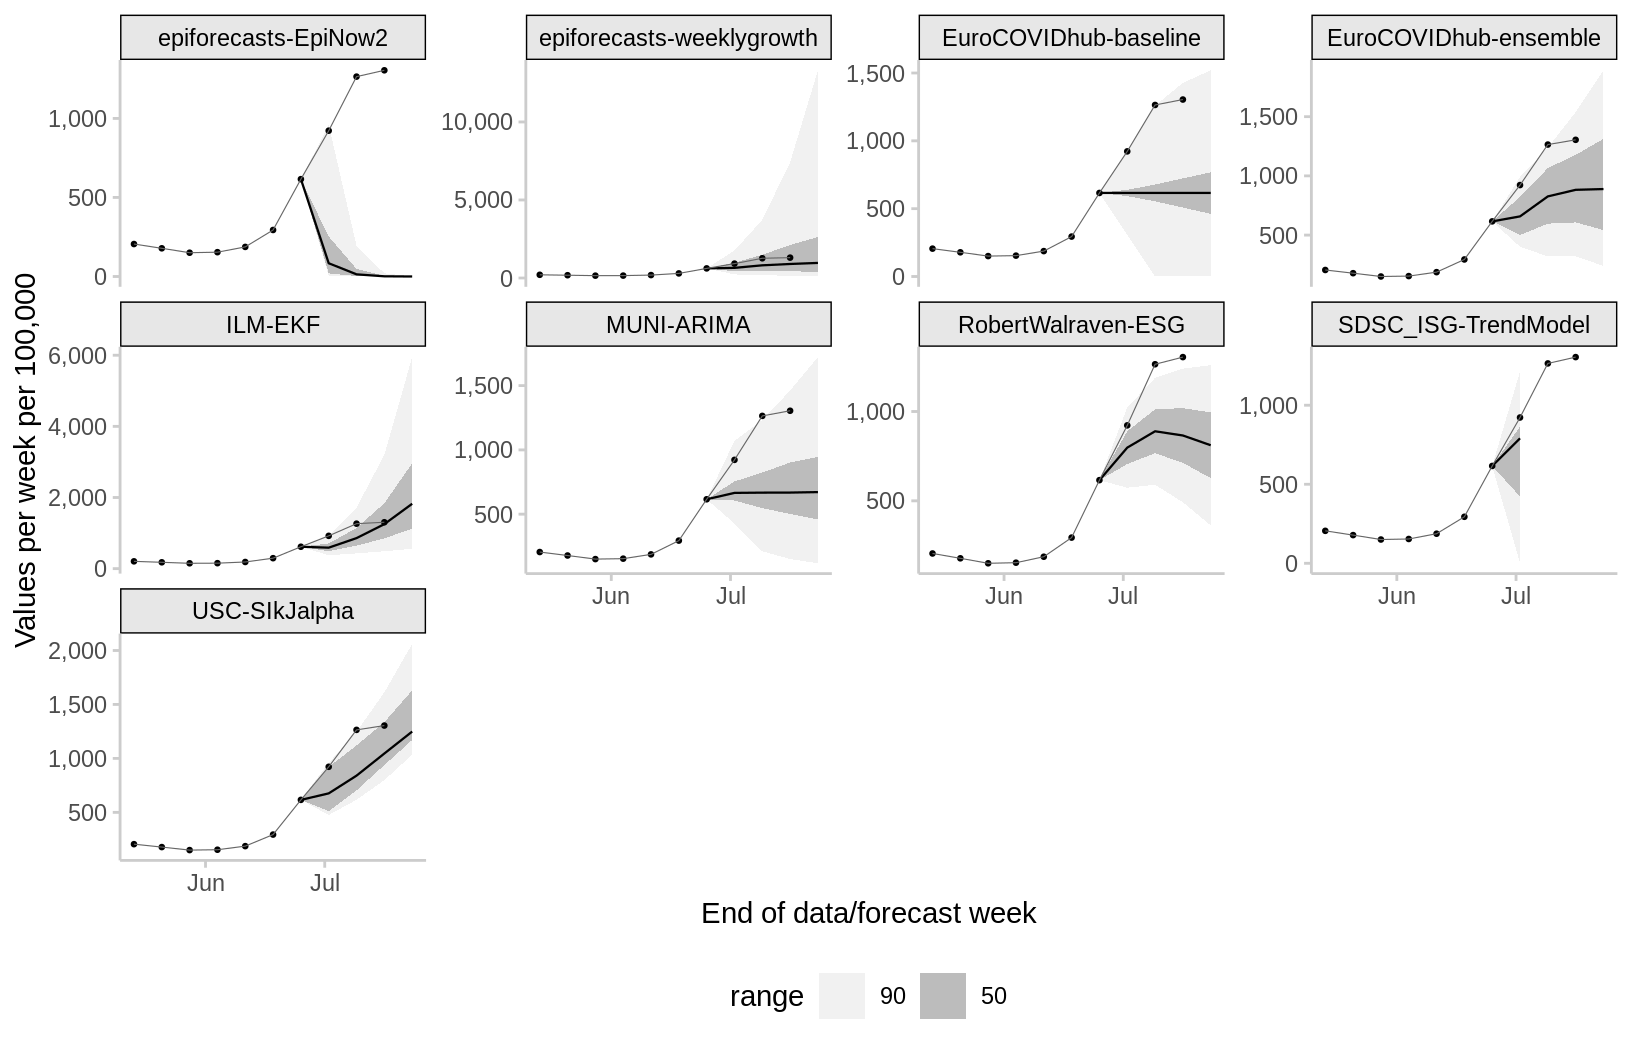 epiforecasts-EpiNow2
epiforecasts-weeklygrowth
EuroCOVIDhub-baseline
EuroCOVIDhub-ensemble
1,000
500
0
10,000
5,000
0
1,500
1,000
500
0
1,500
1,000
500
ILM-EKF
MUNI-ARIMA
RobertWalraven-ESG
SDSC_ISG-TrendModel
6,000
4,000
2,000
0
1,500
1,000
500
1,000
500
1,000
500
0
Jun Jul
Jun Jul
Jun Jul
USC-SIkJalpha
2,000
1,500
1,000
500
Jun Jul
Values per week per 100,000
End of data/forecast week
range 90 50